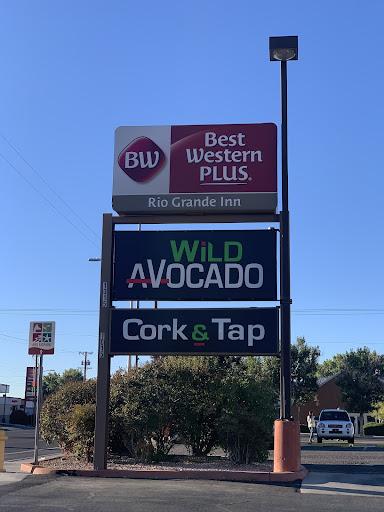 BW
Best
Western
PLUS
Rio Grande Inn
WiLD
AVOCADO
Cork & Tap